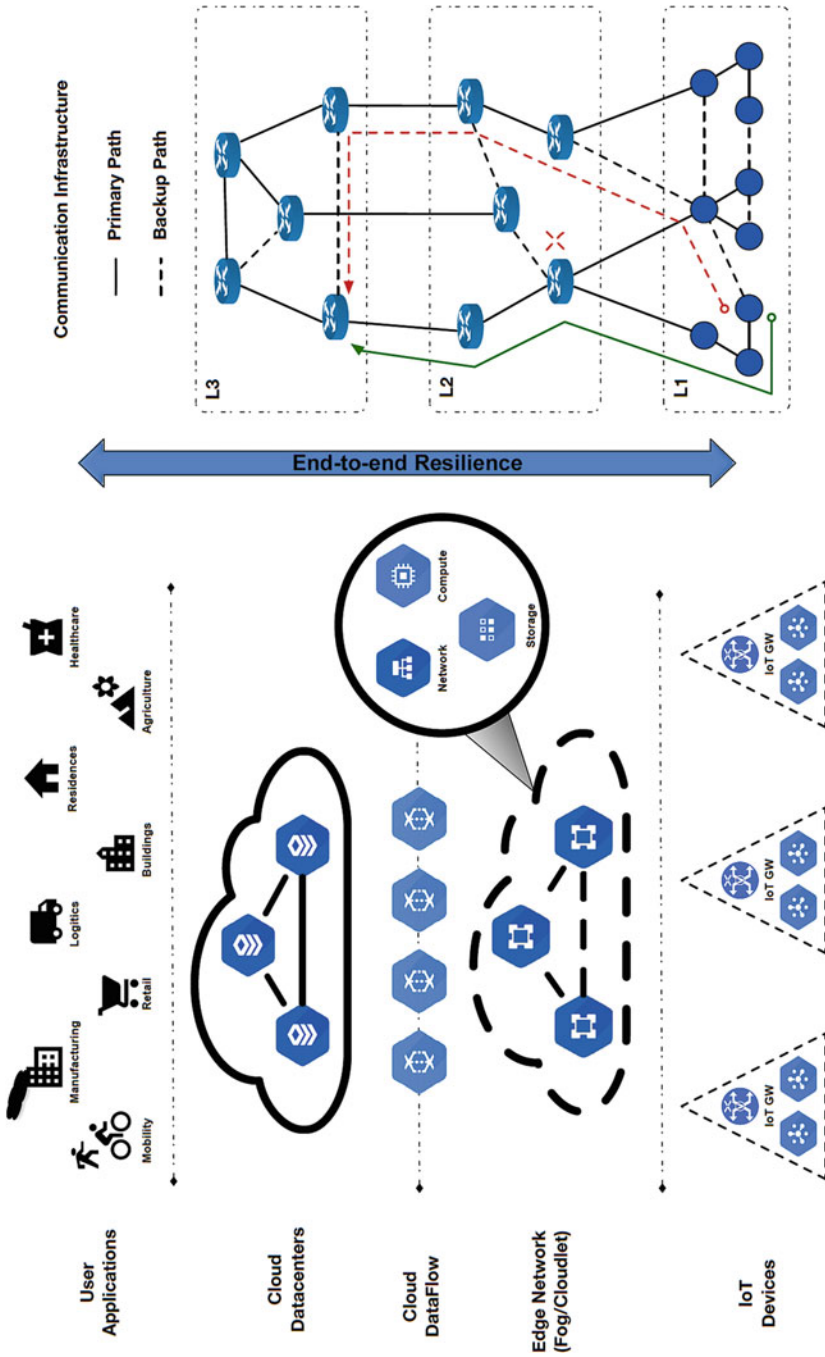 User
Applications
Mobility
Manufacturing
Retail
Logitics
Buildings
Residences
Agriculture
Healthcare
Cloud
Datacenters
Cloud
DataFlow
Edge Network
(Fog/Cloudlet)
Network
Compute
Storage
IoT
Devices
IoT GW
IoT GW
IoT GW
End-to-end Resilience
Communication Infrastructure
Primary Path
Backup Path
L3
L2
L1